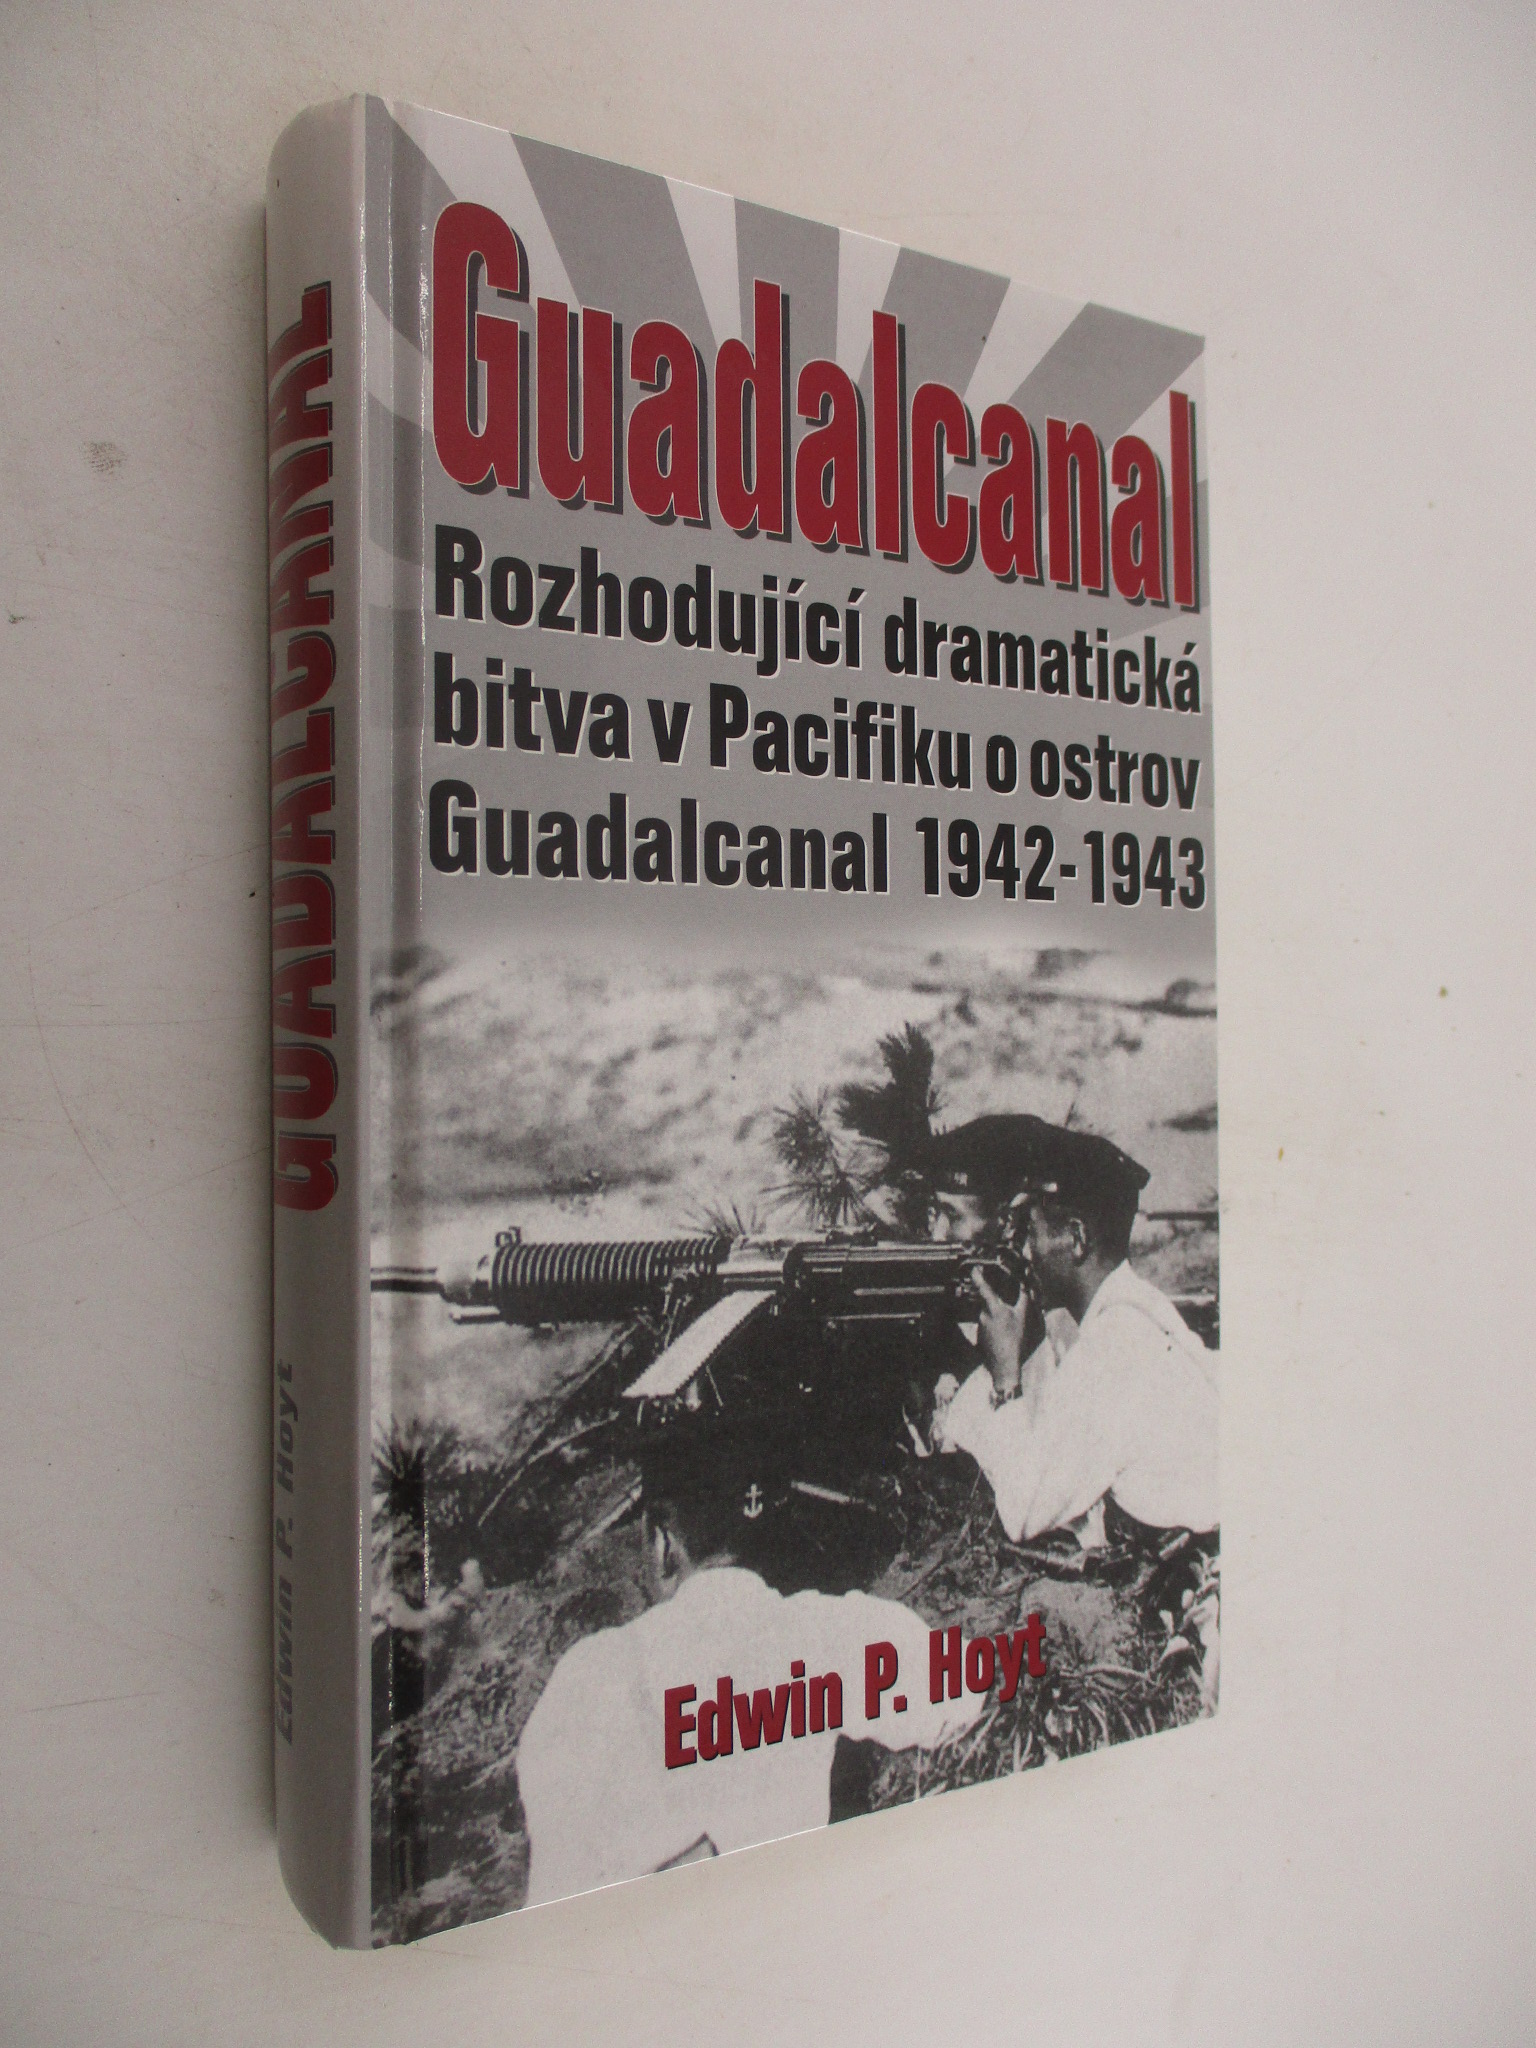 Guadalcanal
Rozhodující dramatická
bitva v Pacifiku o ostrov
Guadalcanal 1942-1943
Edwin P. Hoyt
GUADALCANAL
Edwin P. Hoyt